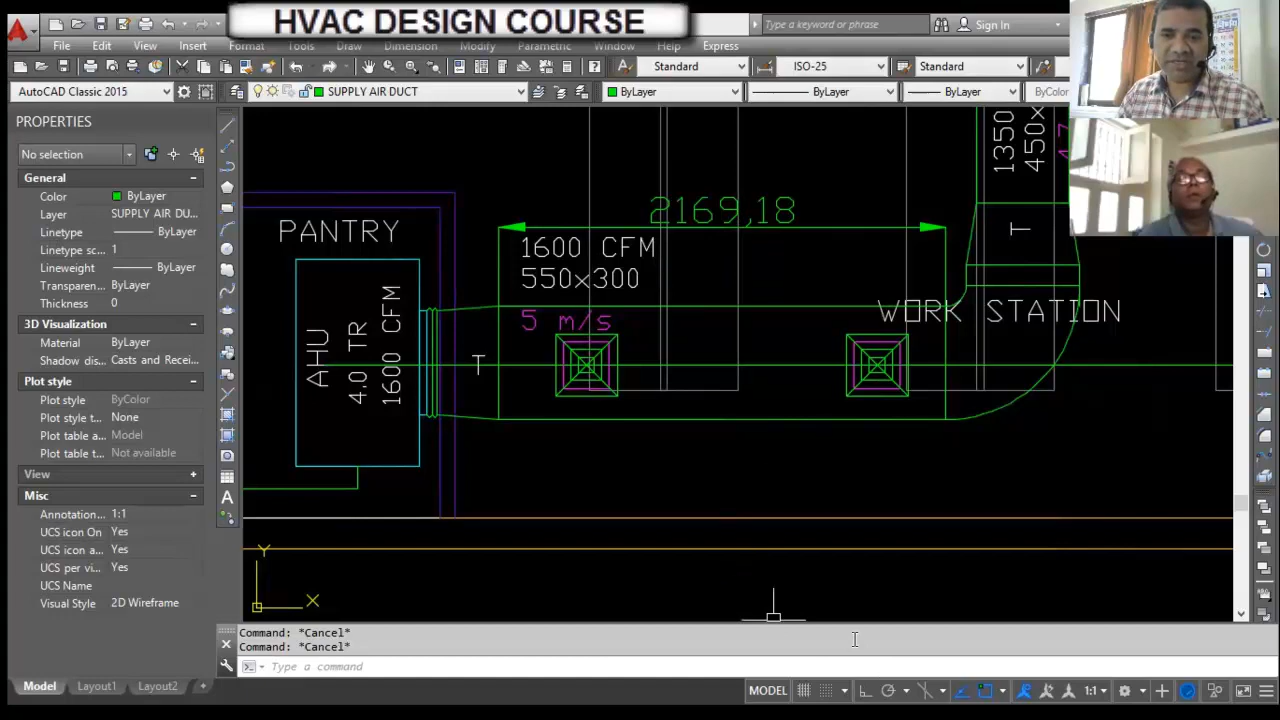 HVAC DESIGN COURSE
Type a keyword or phrase
Sign In
File Edit View Insert Format Tools Draw Dimension Modify Parametric Window Help Express
Standard ISO-25 Standard
AutoCAD Classic 2015 SUPPLY AIR DUCT ByLayer ByLayer ByLayer ByColor
PROPERTIES
No selection
General
Color ByLayer
Layer SUPPLY AIR DU...
Linetype ByLayer
Linetype sc... 1
Lineweight ByLayer
Transparen... ByLayer
Thickness 0
3D Visualization
Material ByLayer
Shadow dis... Casts and Recei...
Plot style
Plot style ByColor
Plot style t... None
Plot table a... Model
Plot table t... Not available
View
Misc
Annotation... 1:1
UCS icon On Yes
UCS icon a... Yes
UCS per vi... Yes
UCS Name
Visual Style 2D Wireframe
PANTRY
AHU
4.0 TR
1600 CFM
T
2169,18
1600 CFM
550x300
5 m/s
WORK STATION
T
1350
450x
Y
X
Command: *Cancel*
Command: *Cancel*
Type a command
Model Layout1 Layout2 +
MODEL 1:1